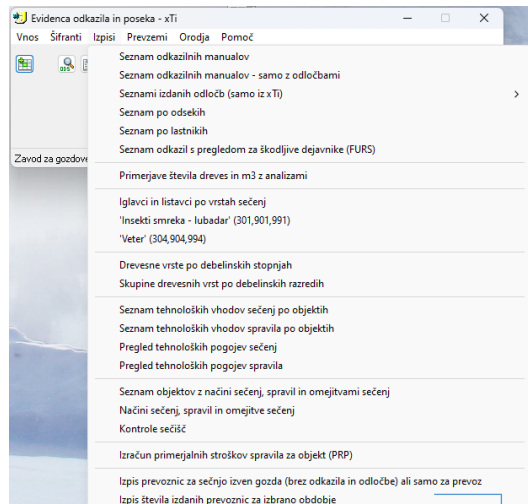 Evidenca odkazila in poseka - xTi
Vnos Šifranti Izpisi Prevzemi Orodja Pomoč
Seznam odkazilnih manualov
Seznam odkazilnih manualov - samo z odločbami
Seznami izdanih odločb (samo iz xTi)
Seznam po odsekih
Seznam po lastnikih
Seznam odkazil s pregledom za škodljive dejavnike (FURS)
Zavod za gozdove
Primerjave števila dreves in m3 z analizami
Iglavci in listavci po vrstah sečenj
'Insekti smreka - lubadar' (301,901,991)
'Veter' (304,904,994)
Drevesne vrste po debelinskih stopnjah
Skupine drevesnih vrst po debelinskih razredih
Seznam tehnoloških vhodov sečenj po objektih
Seznam tehnoloških vhodov spravila po objektih
Pregled tehnoloških pogojev sečenj
Pregled tehnoloških pogojev spravila
Seznam objektov z načini sečenj, spravil in omejitvami sečenj
Načini sečenj, spravil in omejitve sečenj
Kontrole sečišč
Izračun primerjalnih stroškov spravila za objekt (PRP)
Izpis prevoznic za sečnjo izven gozda (brez odkazila in odločbe) ali samo za prevoz
Izpis števila izdanih prevoznic za izbrano obdobje